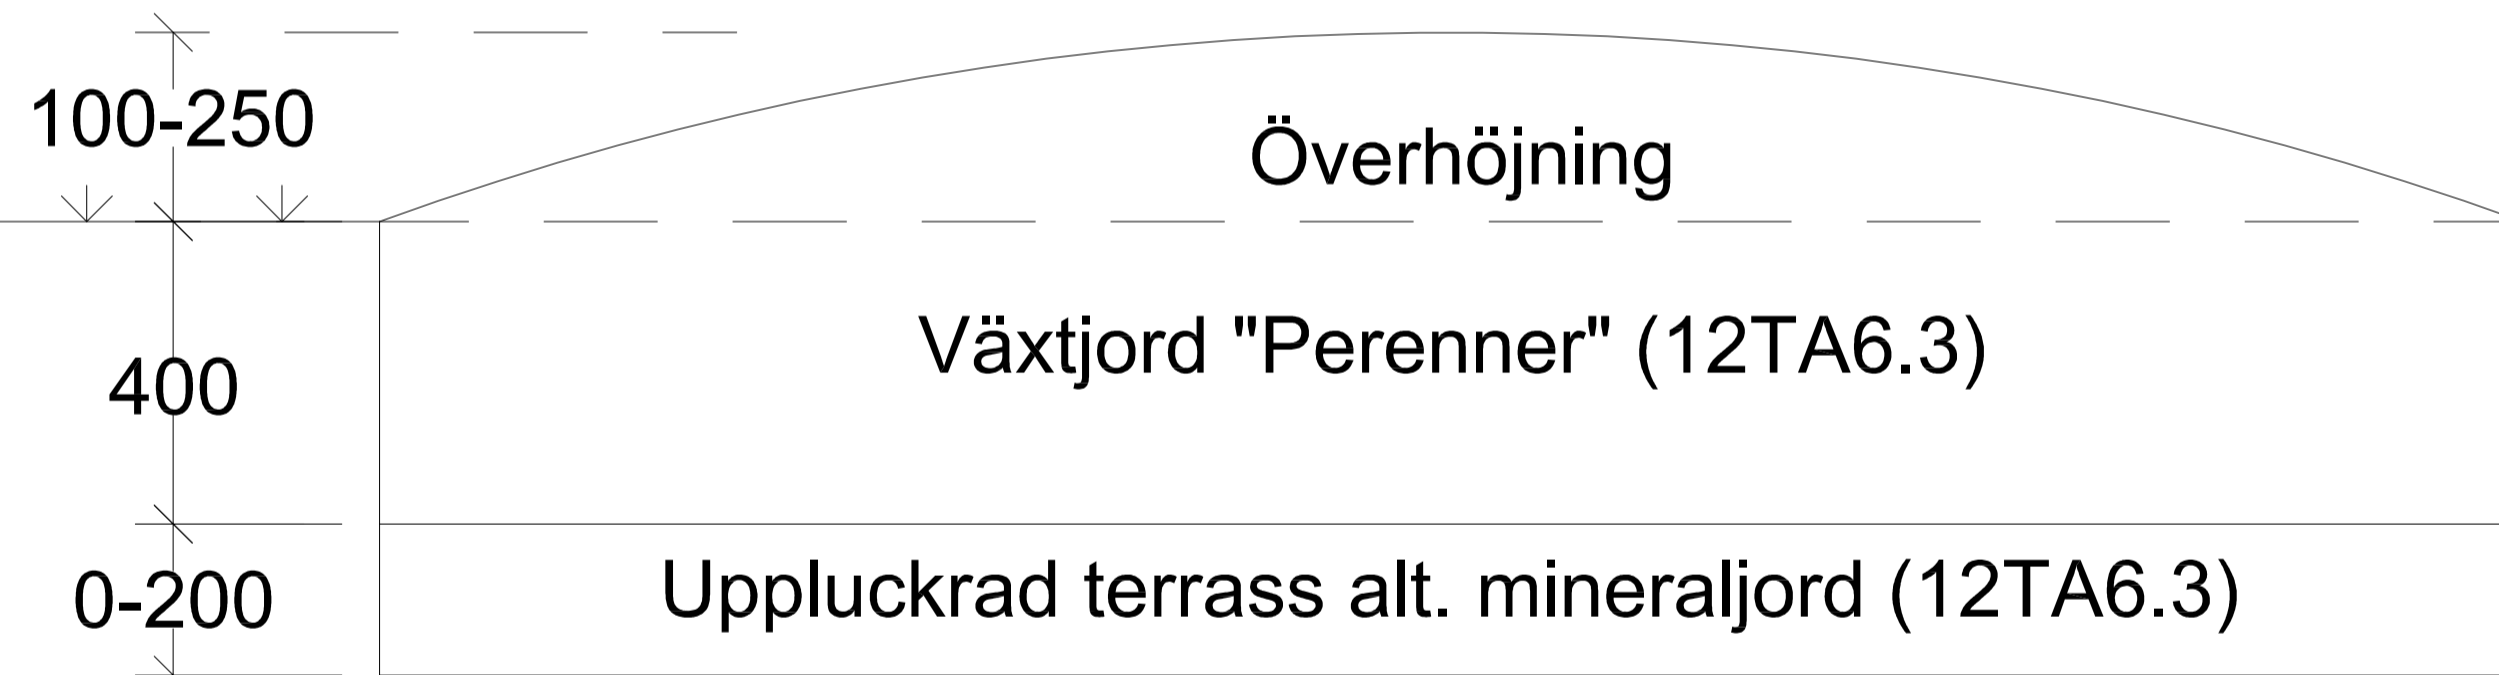 100-250
Överhöjning
400
Växtjord "Perenner" (12TA6.3)
0-200
Uppluckrad terrass alt. mineraljord (12TA6.3)